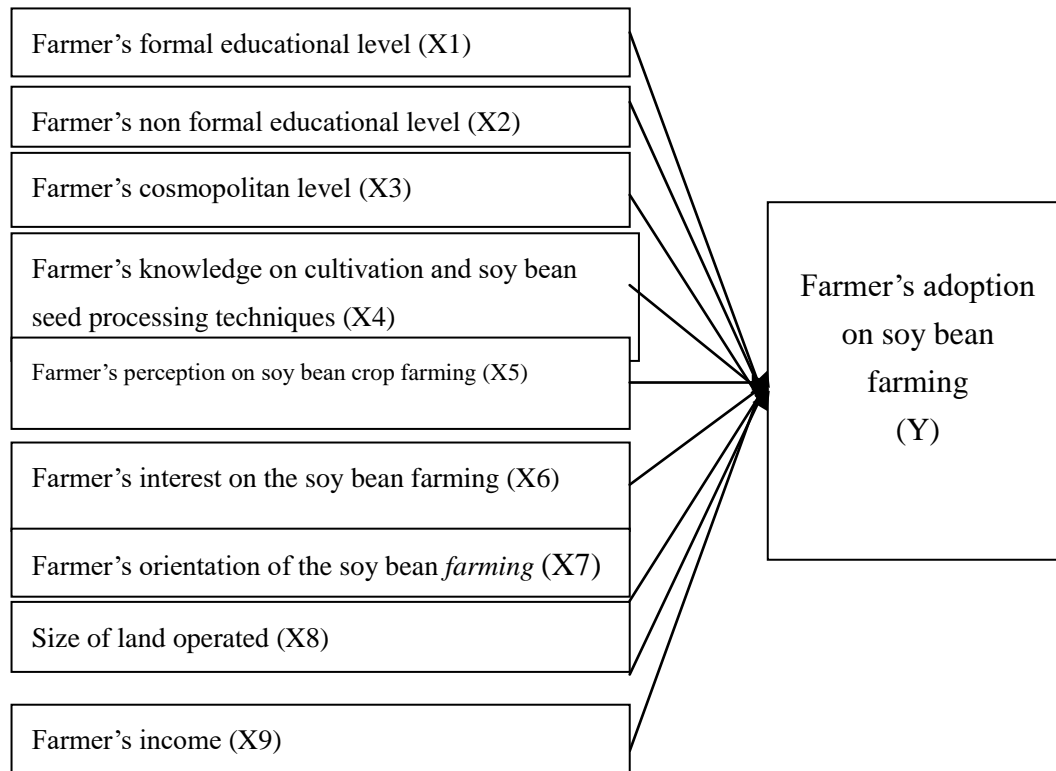 Farmer’s formal educational level (X1)
Farmer’s non formal educational level (X2)
Farmer’s cosmopolitan level (X3)
Farmer’s knowledge on cultivation and soy bean
seed processing techniques (X4)
Farmer’s perception on soy bean crop farming (X5)
Farmer’s interest on the soy bean farming (X6)
Farmer’s orientation of the soy bean farming (X7)
Size of land operated (X8)
Farmer’s income (X9)
Farmer’s adoption
on soy bean
farming
(Y)